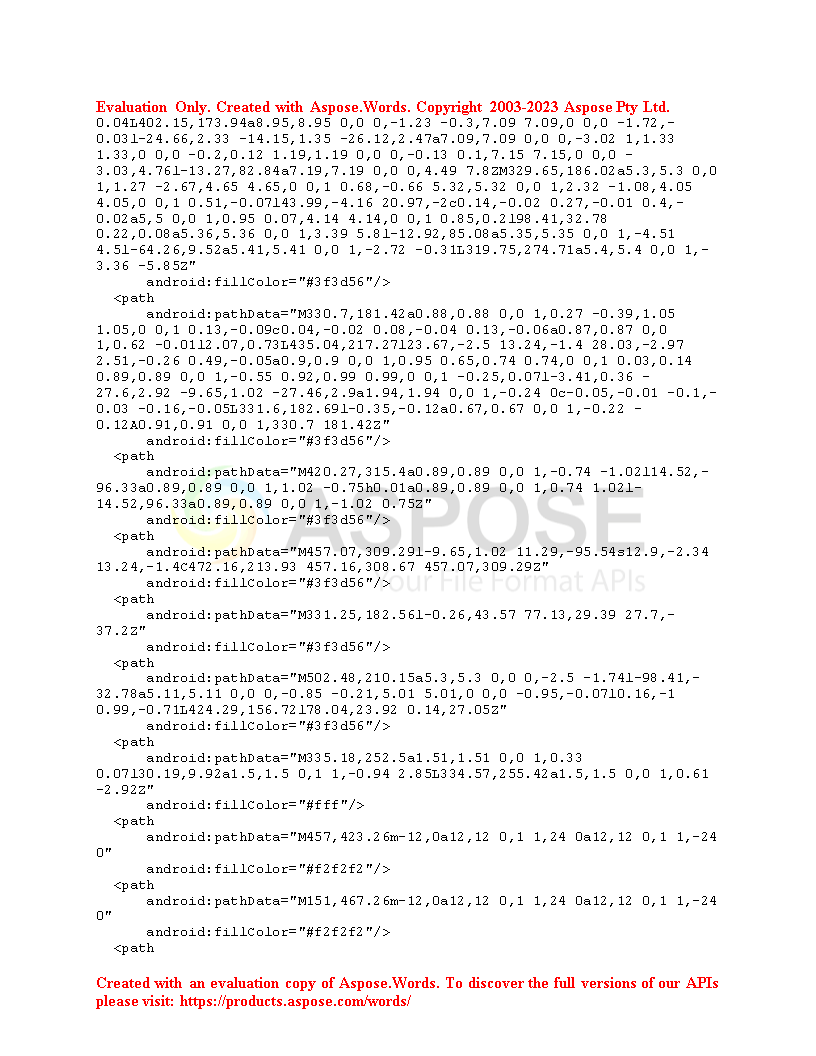 Evaluation Only. Created with Aspose.Words. Copyright 2003-2023 Aspose Pty Ltd.
0.04L402.15,173.94a8.95,8.95 0,0 0,-1.23 -0.3,7.09 7.09,0 0,0 -1.72,-
0.03l-24.66,2.33 -14.15,1.35 -26.12,2.47a7.09,7.09 0,0 0,-3.02 1,1.33
1.33,0 0,0 -0.2,0.12 1.19,1.19 0,0 0,-0.13 0.1,7.15 7.15,0 0,0 -
3.03,4.76l-13.27,82.84a7.19,7.19 0,0 0,4.49 7.8ZM329.65,186.02a5.3,5.3 0,0
1,1.27 -2.67,4.65 4.65,0 0,1 0.68,-0.66 5.32,5.32 0,0 1,2.32 -1.08,4.05
4.05,0 0,1 0.51,-0.07l43.99,-4.16 20.97,-2c0.14,-0.02 0.27,-0.01 0.4,-
0.02a5,5 0,0 1,0.95 0.07,4.14 4.14,0 0,1 0.85,0.2l98.41,32.78
0.22,0.08a5.36,5.36 0,0 1,3.39 5.8l-12.92,85.08a5.35,5.35 0,0 1,-4.51
4.5l-64.26,9.52a5.41,5.41 0,0 1,-2.72 -0.31L319.75,274.71a5.4,5.4 0,0 1,-
3.36 -5.85Z"
android:fillColor="#3f3d56"/>
<path
android:pathData="M330.7,181.42a0.88,0.88 0,0 1,0.27 -0.39,1.05
1.05,0 0,1 0.13,-0.09c0.04,-0.02 0.08,-0.04 0.13,-0.06a0.87,0.87 0,0
1,0.62 -0.01l2.07,0.73L435.04,217.27l23.67,-2.5 13.24,-1.4 28.03,-2.97
2.51,-0.26 0.49,-0.05a0.9,0.9 0,0 1,0.95 0.65,0.74 0.74,0 0,1 0.03,0.14
0.89,0.89 0,0 1,-0.55 0.92,0.99 0.99,0 0,1 -0.25,0.07l-3.41,0.36 -
27.6,2.92 -9.65,1.02 -27.46,2.9a1.94,1.94 0,0 1,-0.24 0c-0.05,-0.01 -0.1,-
0.03 -0.16,-0.05L331.6,182.69l-0.35,-0.12a0.67,0.67 0,0 1,-0.22 -
0.12A0.91,0.91 0,0 1,330.7 181.42Z"
android:fillColor="#3f3d56"/>
<path
android:pathData="M420.27,315.4a0.89,0.89 0,0 1,-0.74 -1.02l14.52,-
96.33a0.89,0.89 0,0 1,1.02 -0.75h0.01a0.89,0.89 0,0 1,0.74 1.02l-
14.52,96.33a0.89,0.89 0,0 1,-1.02 0.75Z"
android:fillColor="#3f3d56"/>
<path
android:pathData="M457.07,309.29l-9.65,1.02 11.29,-95.54s12.9,-2.34
13.24,-1.4C472.16,213.93 457.16,308.67 457.07,309.29Z"
android:fillColor="#3f3d56"/>
<path
android:pathData="M331.25,182.56l-0.26,43.57 77.13,29.39 27.7,-
37.2Z"
android:fillColor="#3f3d56"/>
<path
android:pathData="M502.48,210.15a5.3,5.3 0,0 0,-2.5 -1.74l-98.41,-
32.78a5.11,5.11 0,0 0,-0.85 -0.21,5.01 5.01,0 0,0 -0.95,-0.07l0.16,-1
0.99,-0.71L424.29,156.72l78.04,23.92 0.14,27.05Z"
android:fillColor="#3f3d56"/>
<path
android:pathData="M335.18,252.5a1.51,1.51 0,0 1,0.33
0.07l30.19,9.92a1.5,1.5 0,1 1,-0.94 2.85L334.57,255.42a1.5,1.5 0,0 1,0.61
-2.92Z"
android:fillColor="#fff"/>
<path
android:pathData="M457,423.26m-12,0a12,12 0,1 1,24 0a12,12 0,1 1,-24
0"
android:fillColor="#f2f2f2"/>
<path
android:pathData="M151,467.26m-12,0a12,12 0,1 1,24 0a12,12 0,1 1,-24
0"
android:fillColor="#f2f2f2"/>
<path
ASPOSE
Your File Format APIs
Created with an evaluation copy of Aspose.Words. To discover the full versions of our APIs
please visit: https://products.aspose.com/words/